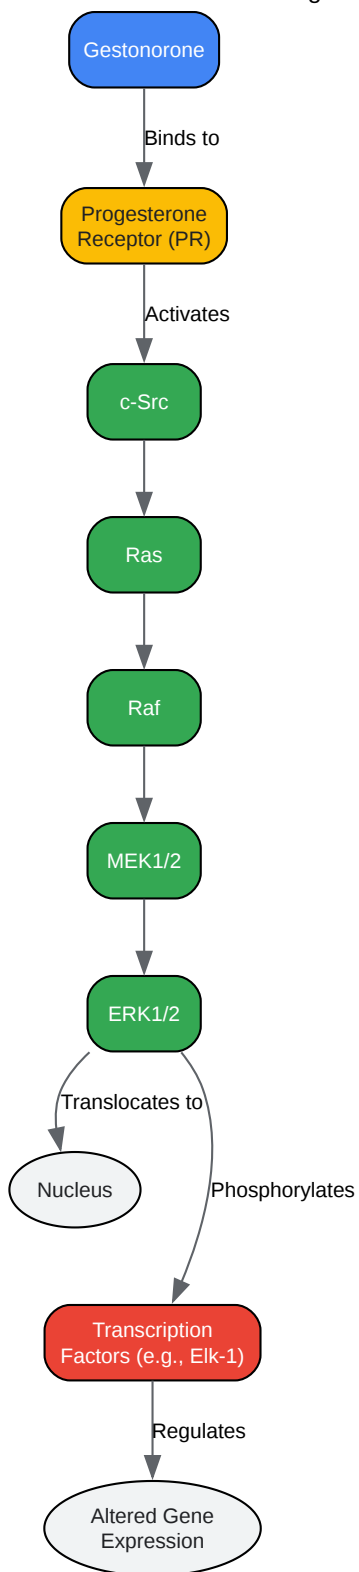 Gestonorone
Binds to
Progesterone
Receptor (PR)
Activates
c-Src
Ras
Raf
MEK1/2
ERK1/2
Translocates to
Nucleus
Phosphorylates
Transcription
Factors (e.g., Elk-1)
Regulates
Altered Gene
Expression